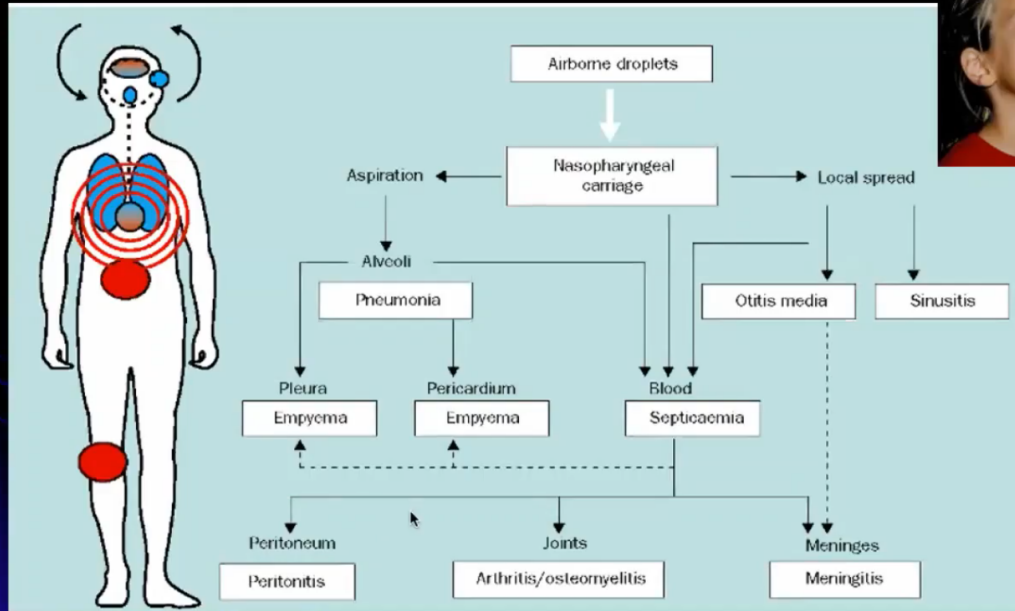 Airborne droplets
Nasopharyngeal
carriage
Aspiration
Local spread
Alveoli
Pneumonia
Otitis media
Sinusitis
Pleura
Pericardium
Blood
Empyema
Empyema
Septicaemia
Peritoneum
Joints
Meninges
Peritonitis
Arthritis/osteomyelitis
Meningitis